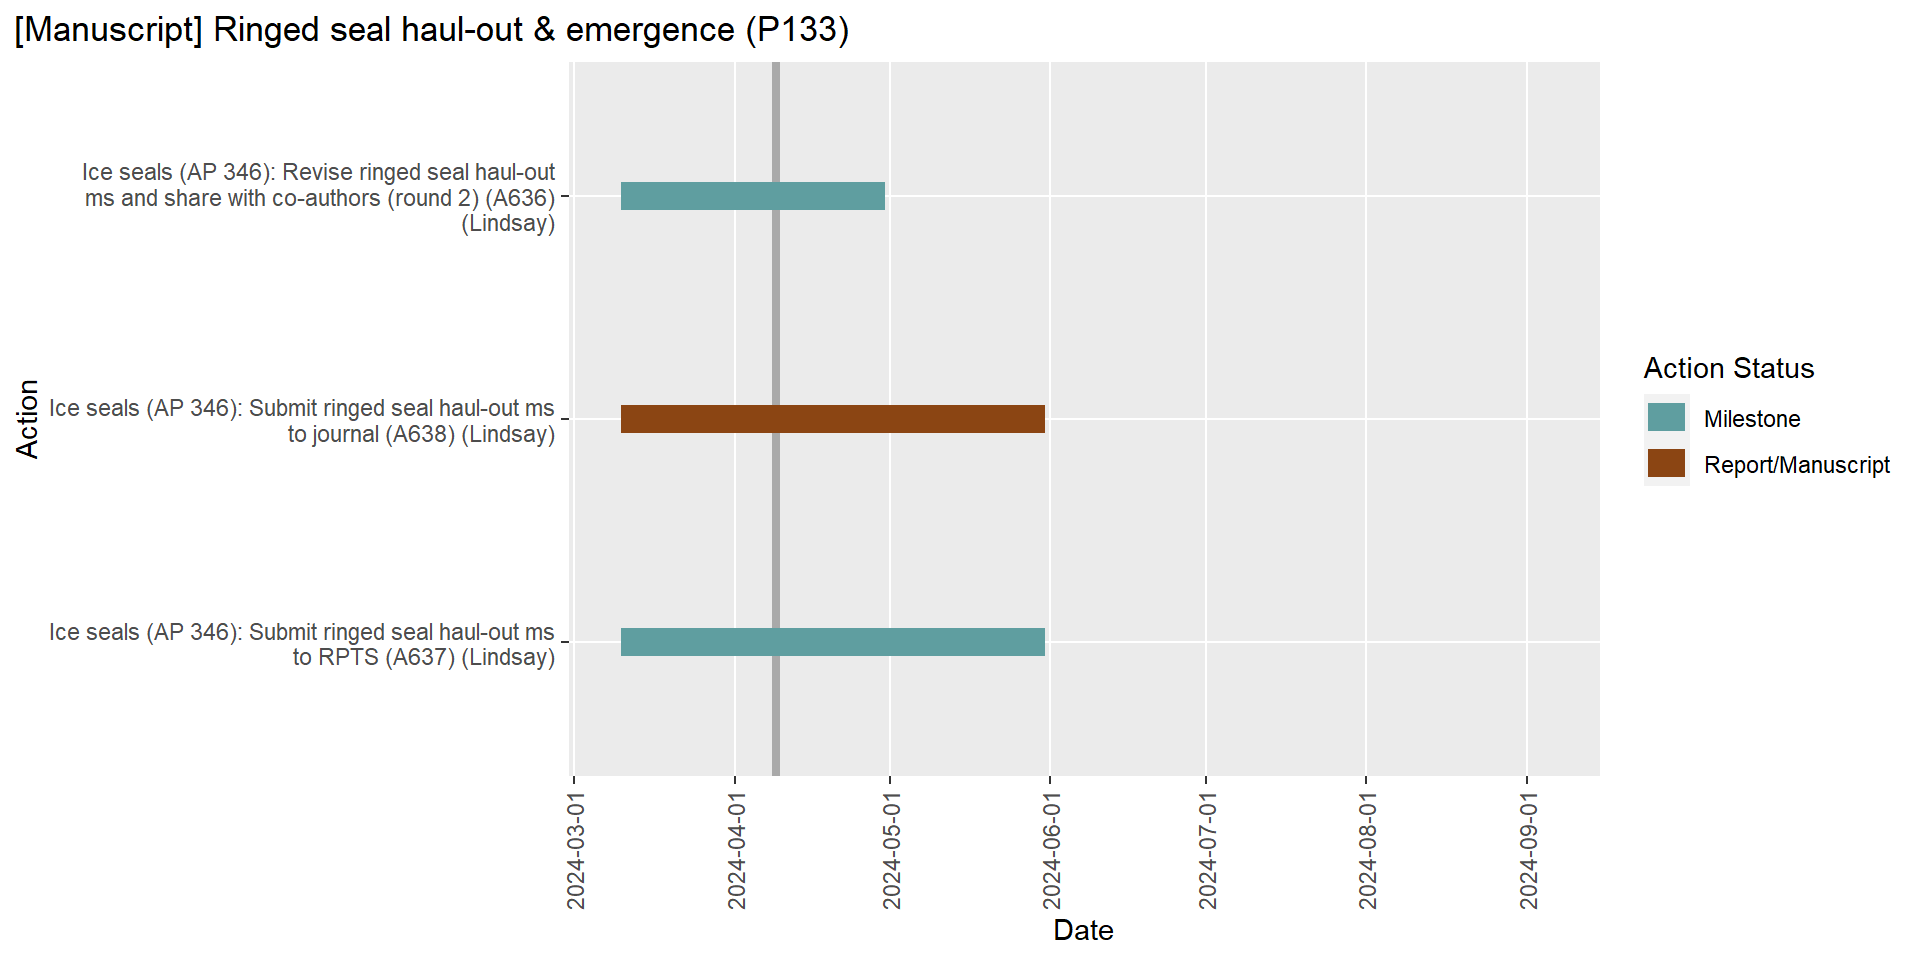 [Manuscript] Ringed seal haul-out & emergence (P133)
Ice seals (AP 346): Revise ringed seal haul-out
ms and share with co-authors (round 2) (A636)
(Lindsay)
Ice seals (AP 346): Submit ringed seal haul-out ms
to journal (A638) (Lindsay)
Ice seals (AP 346): Submit ringed seal haul-out ms
to RPTS (A637) (Lindsay)
Action
2024-03-01
2024-04-01
2024-05-01
2024-06-01
2024-07-01
2024-08-01
2024-09-01
Date
Action Status
Milestone
Report/Manuscript